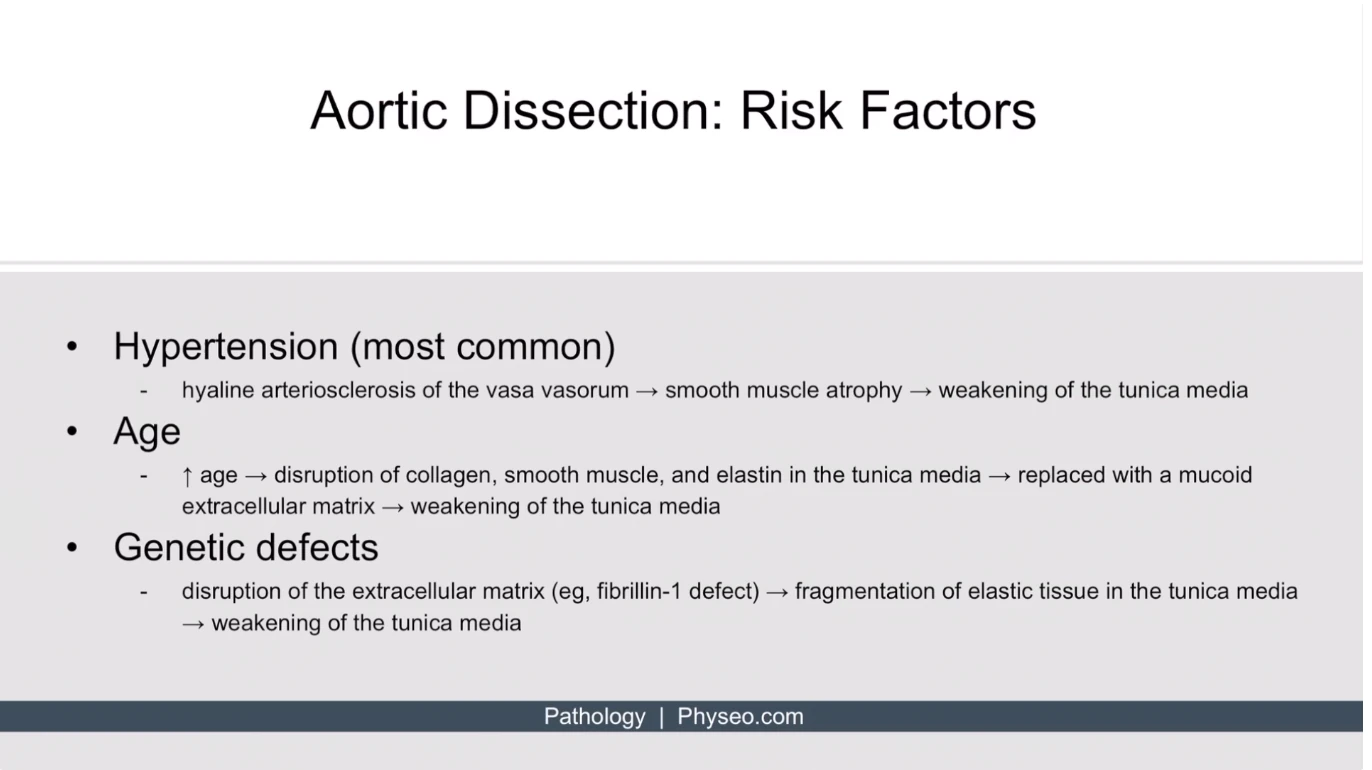 Aortic Dissection: Risk Factors
• Hypertension (most common)
- hyaline arteriosclerosis of the vasa vasorum → smooth muscle atrophy → weakening of the tunica media
• Age
- ↑ age → disruption of collagen, smooth muscle, and elastin in the tunica media → replaced with a mucoid
extracellular matrix → weakening of the tunica media
• Genetic defects
- disruption of the extracellular matrix (eg, fibrillin-1 defect) → fragmentation of elastic tissue in the tunica media
→ weakening of the tunica media
Pathology | Physeo.com